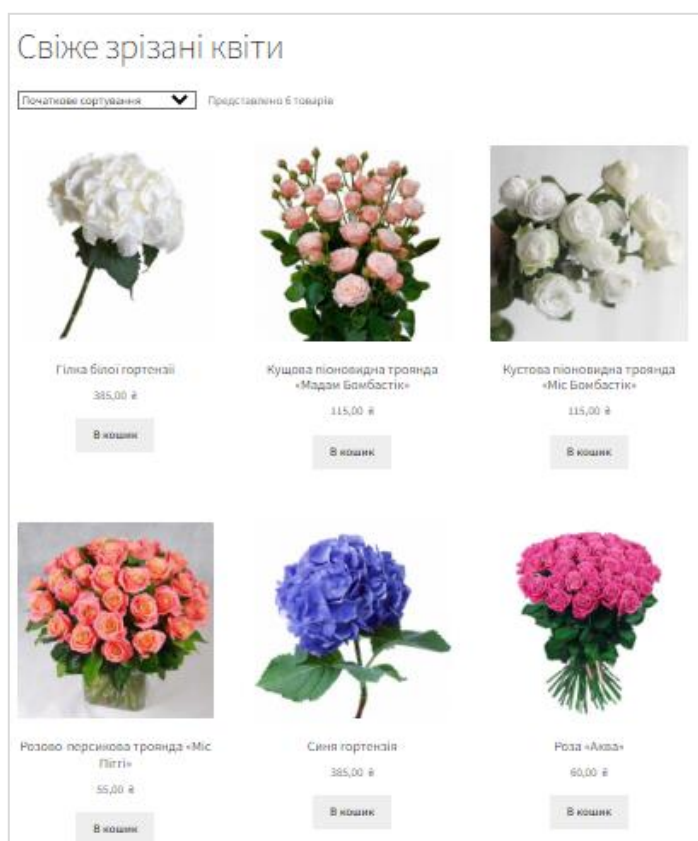 Свіже зрізані квіти
Початкове сортування
Представлено 6 товарів
Гілка білої гортензії
385,00 ₴
В кошик
Кущова піоновидна троянда
«Мадам Бомбастік»
115,00 ₴
В кошик
Кустова піоновидна троянда
«Міс Бомбастік»
115,00 ₴
В кошик
Розово-персикова троянда «Міс
Піггі»
55,00 ₴
В кошик
Синя гортензія
385,00 ₴
В кошик
Роза «Аква»
60,00 ₴
В кошик